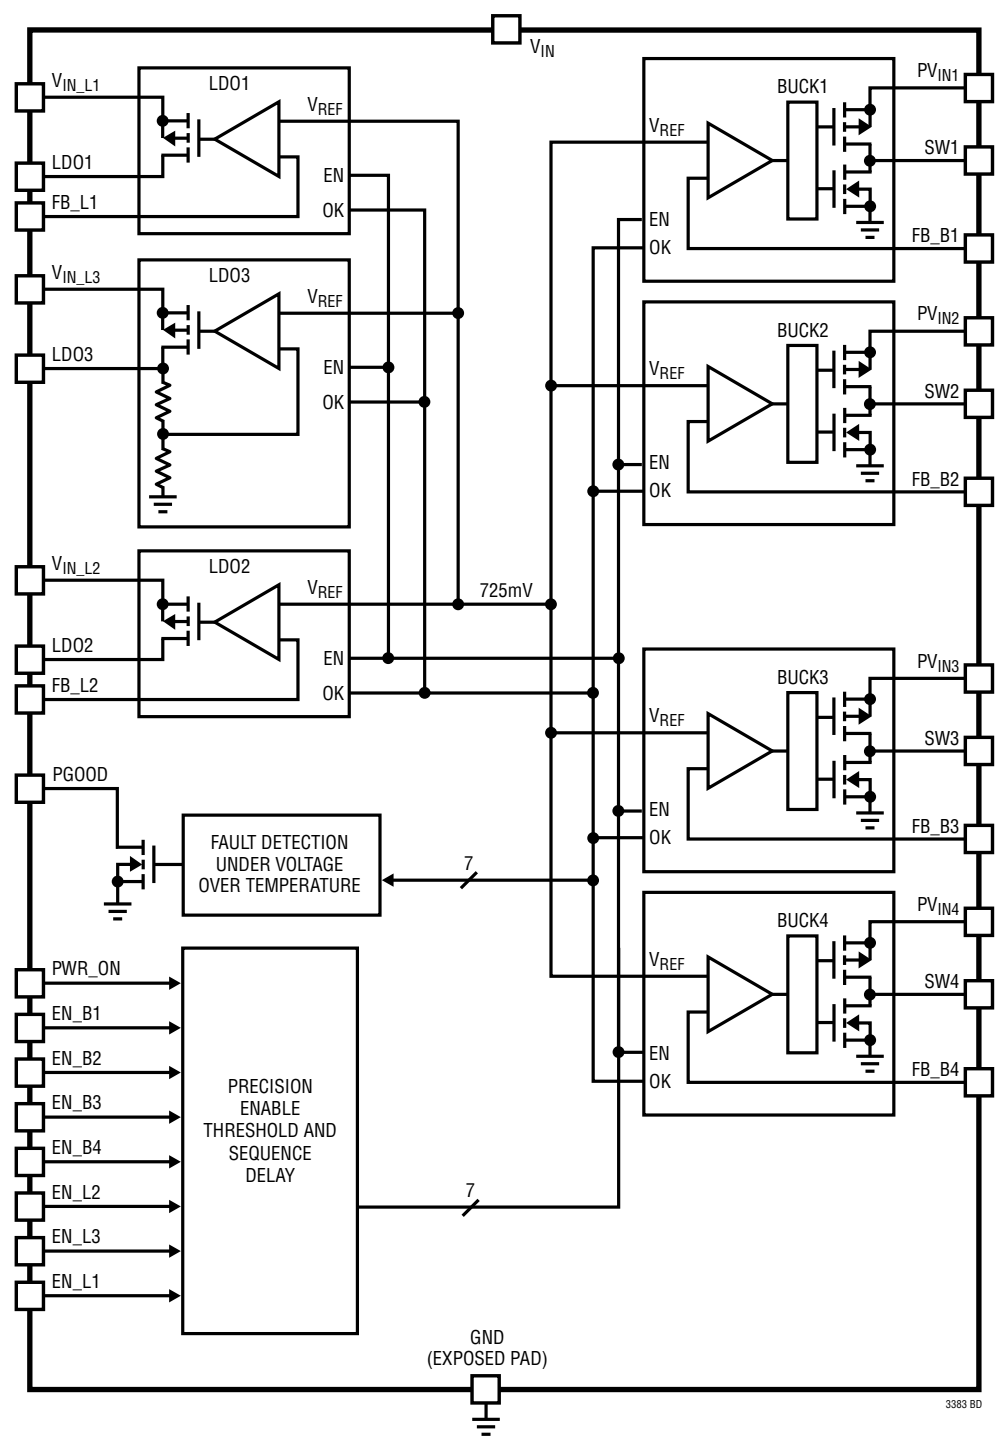 VIN
VIN_L1
LDO1
FB_L1
LDO1
VREF
EN
OK
VIN_L3
LDO3
LDO3
VREF
EN
OK
VIN_L2
LDO2
FB_L2
LDO2
VREF
EN
OK
725mV
BUCK1
VREF
EN
OK
PVIN1
SW1
FB_B1
BUCK2
VREF
EN
OK
PVIN2
SW2
FB_B2
BUCK3
VREF
EN
OK
PVIN3
SW3
FB_B3
BUCK4
VREF
EN
OK
PVIN4
SW4
FB_B4
PGOOD
FAULT DETECTION
UNDER VOLTAGE
OVER TEMPERATURE
7
PWR_ON
EN_B1
EN_B2
EN_B3
EN_B4
EN_L2
EN_L3
EN_L1
PRECISION
ENABLE
THRESHOLD AND
SEQUENCE
DELAY
7
GND
(EXPOSED PAD)
3383 BD